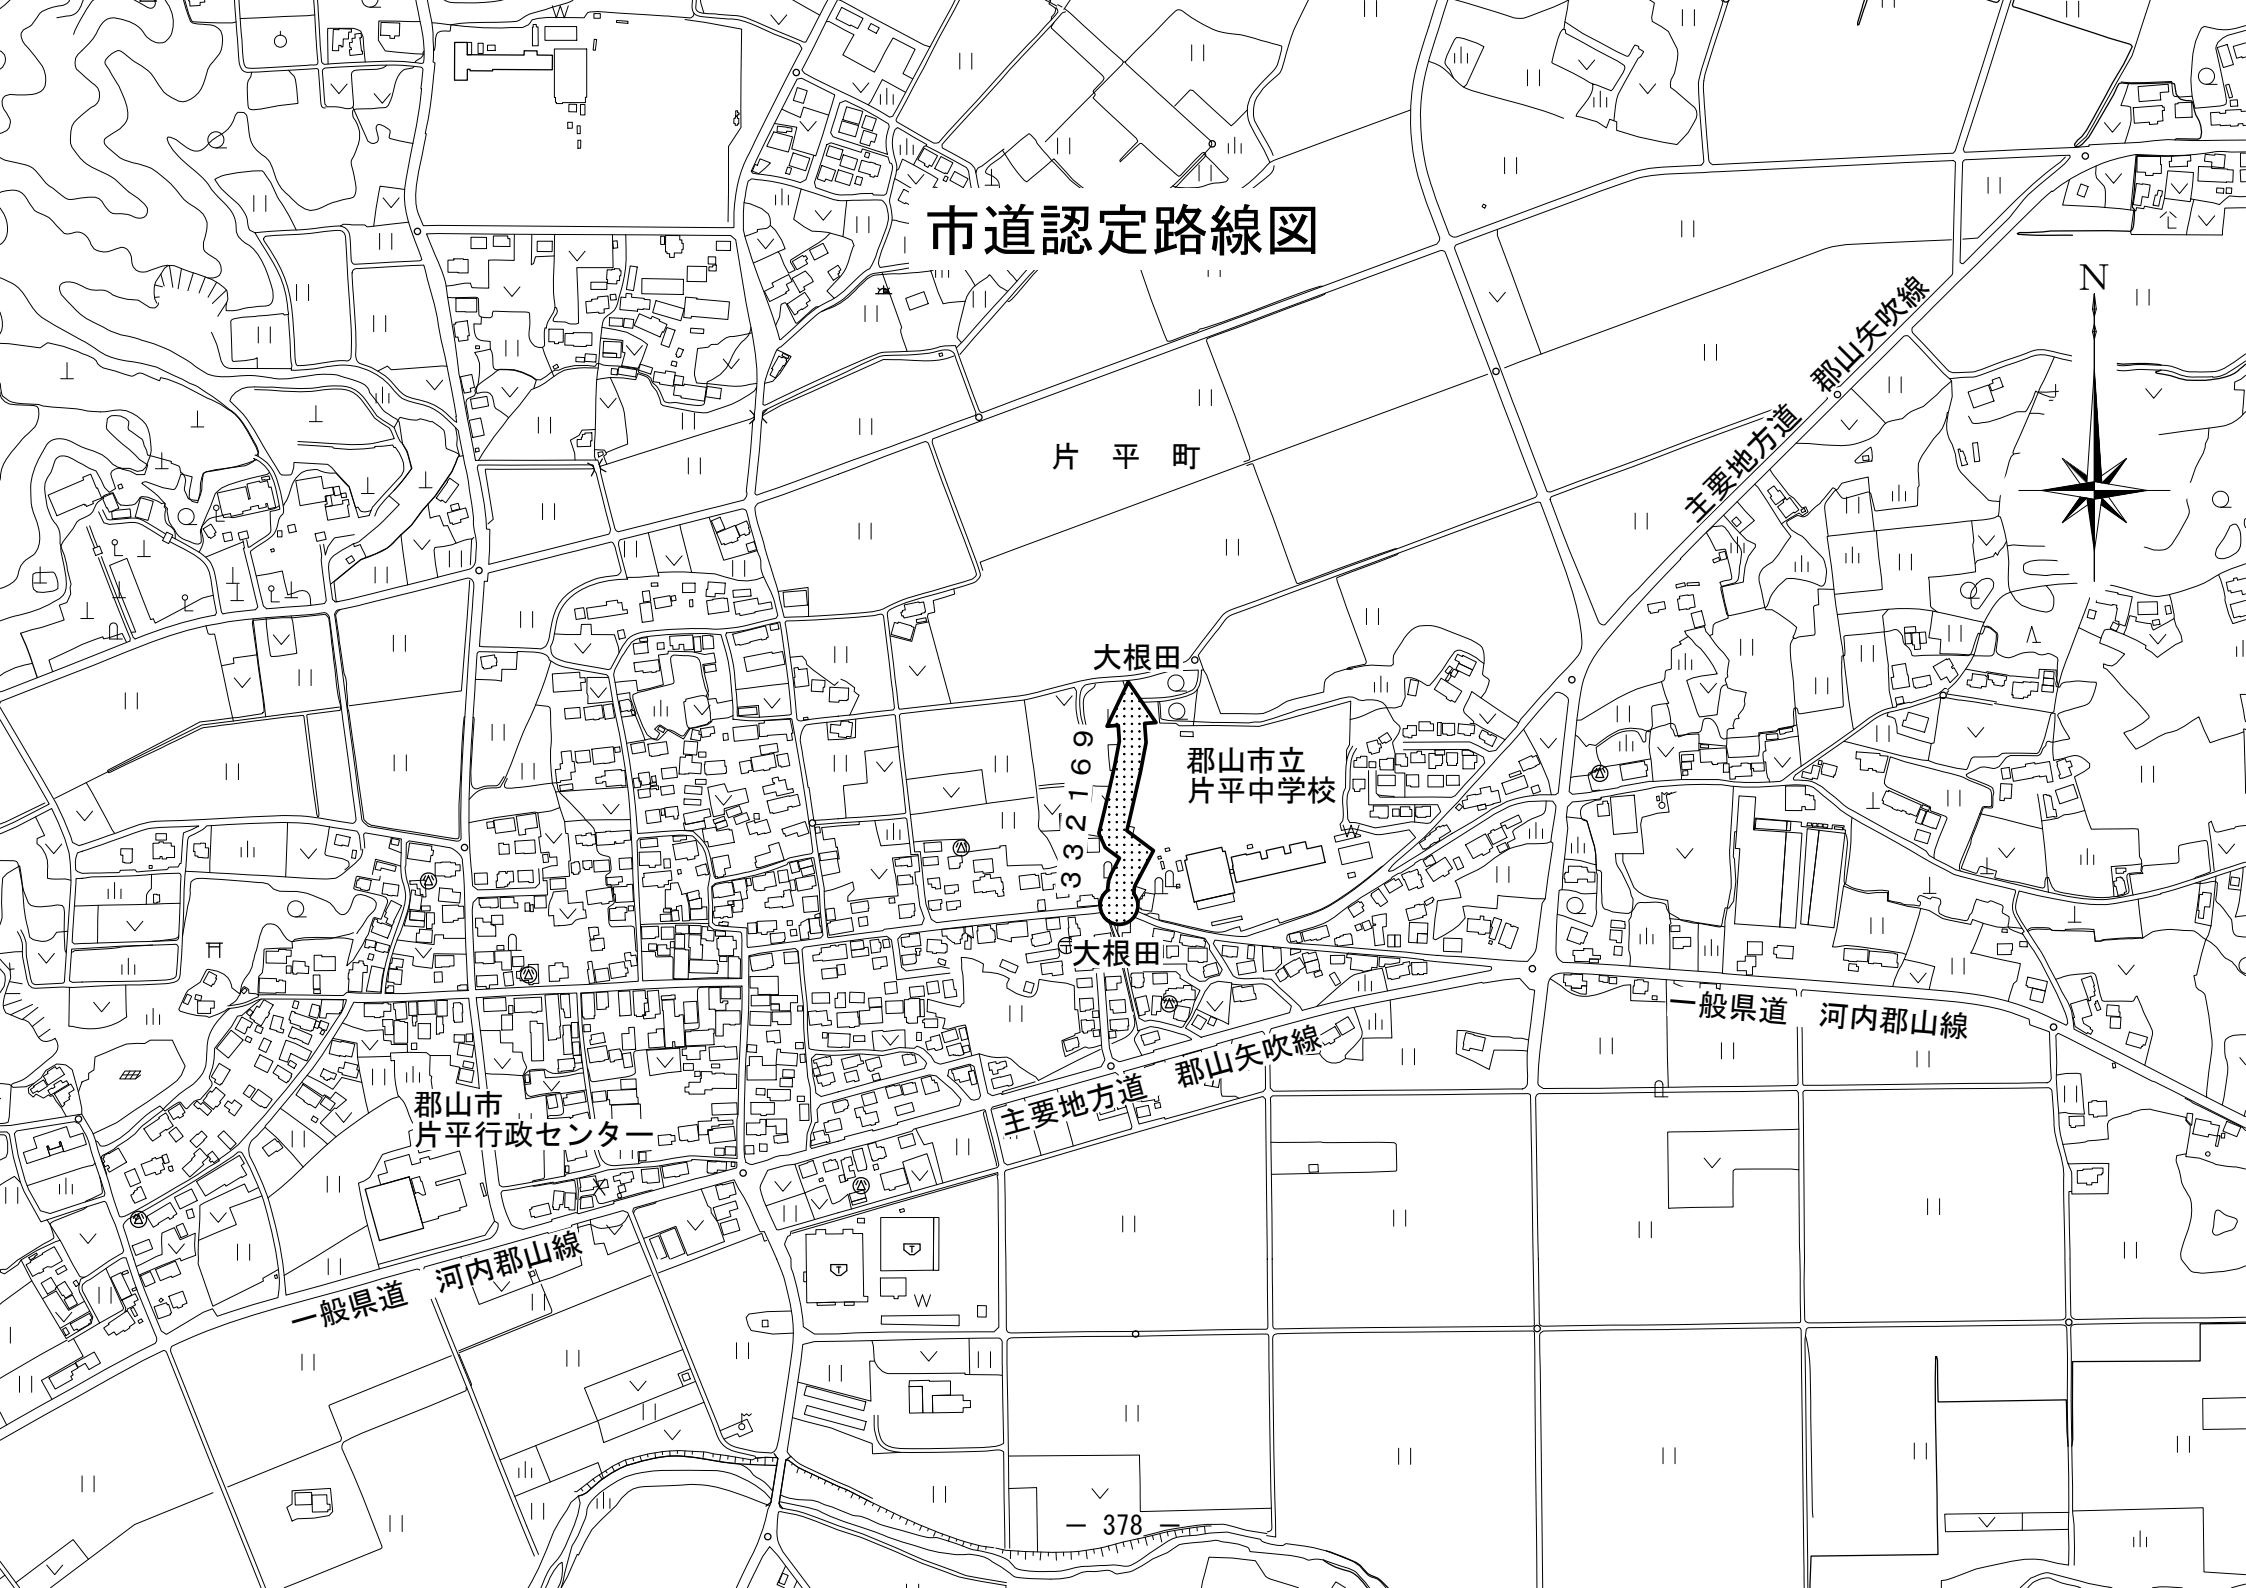 市道認定路線図
N
主要地方道　郡山矢吹線
片　平　町
大根田
332169
郡山市立
片平中学校
大根田
一般県道　河内郡山線
主要地方道　郡山矢吹線
郡山市
片平行政センター
一般県道　河内郡山線
― 378 ―